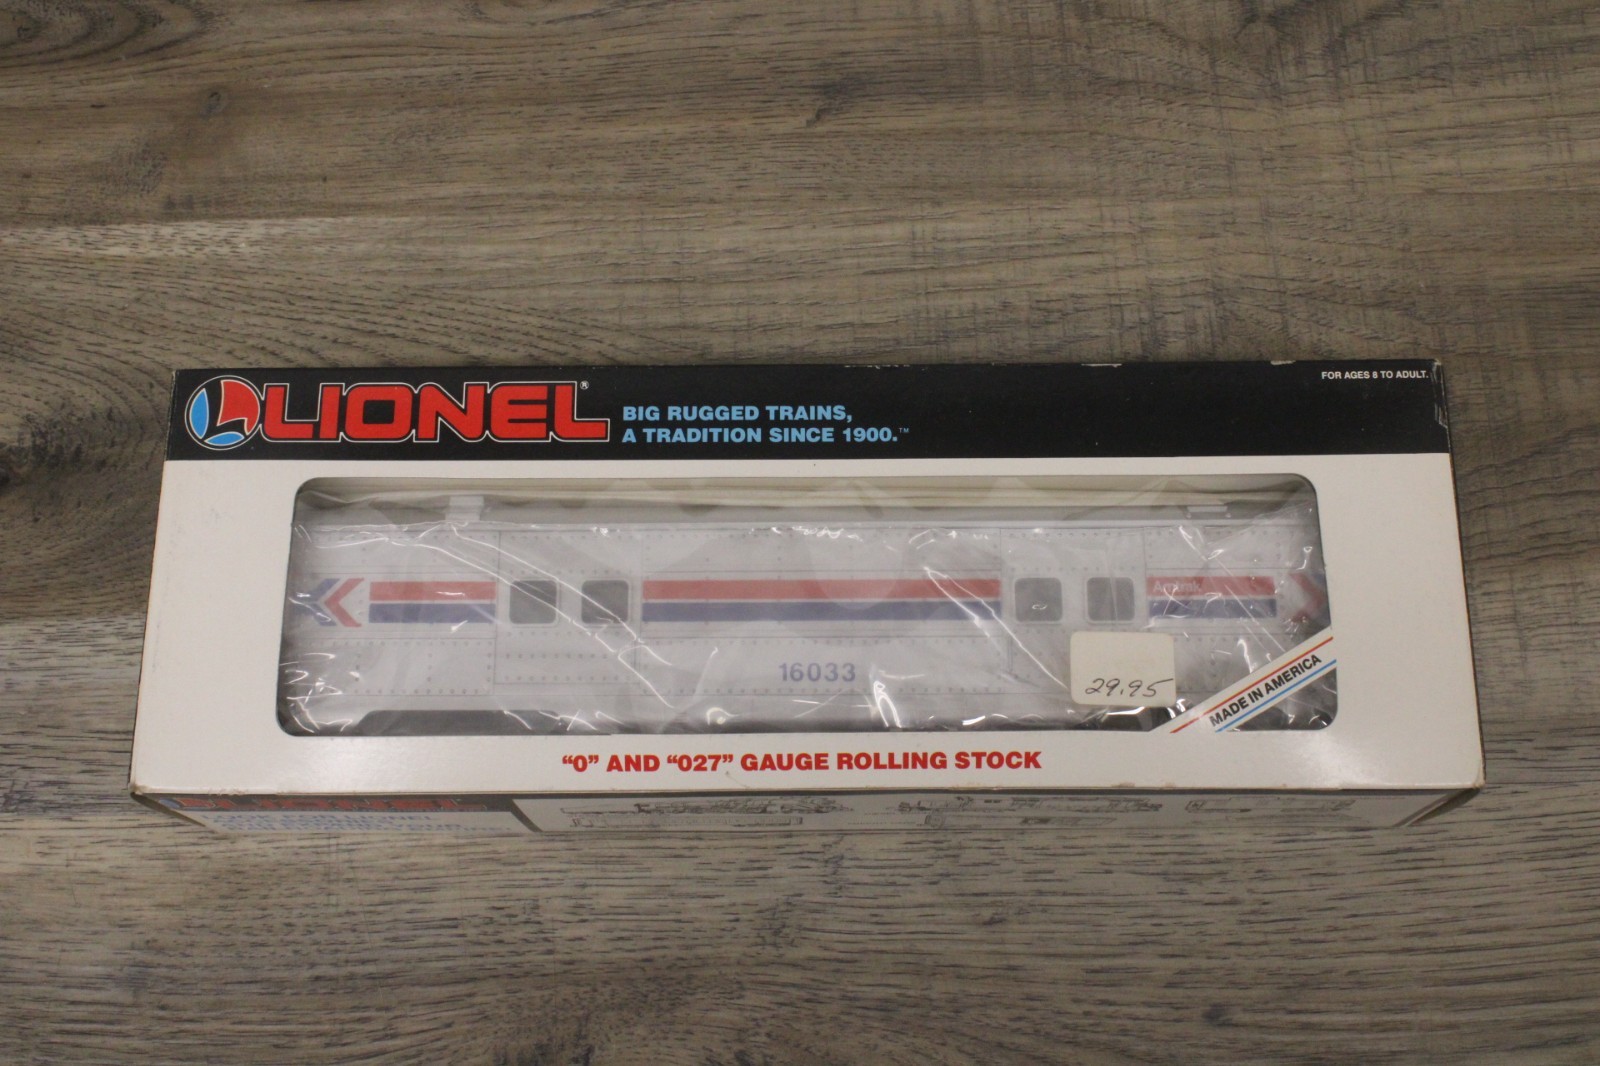 LIONEL®
BIG RUGGED TRAINS,
A TRADITION SINCE 1900.™
FOR AGES 8 TO ADULT.
Amtrak
16033
29.95
MADE IN AMERICA
"O" AND "027" GAUGE ROLLING STOCK
LIONEL